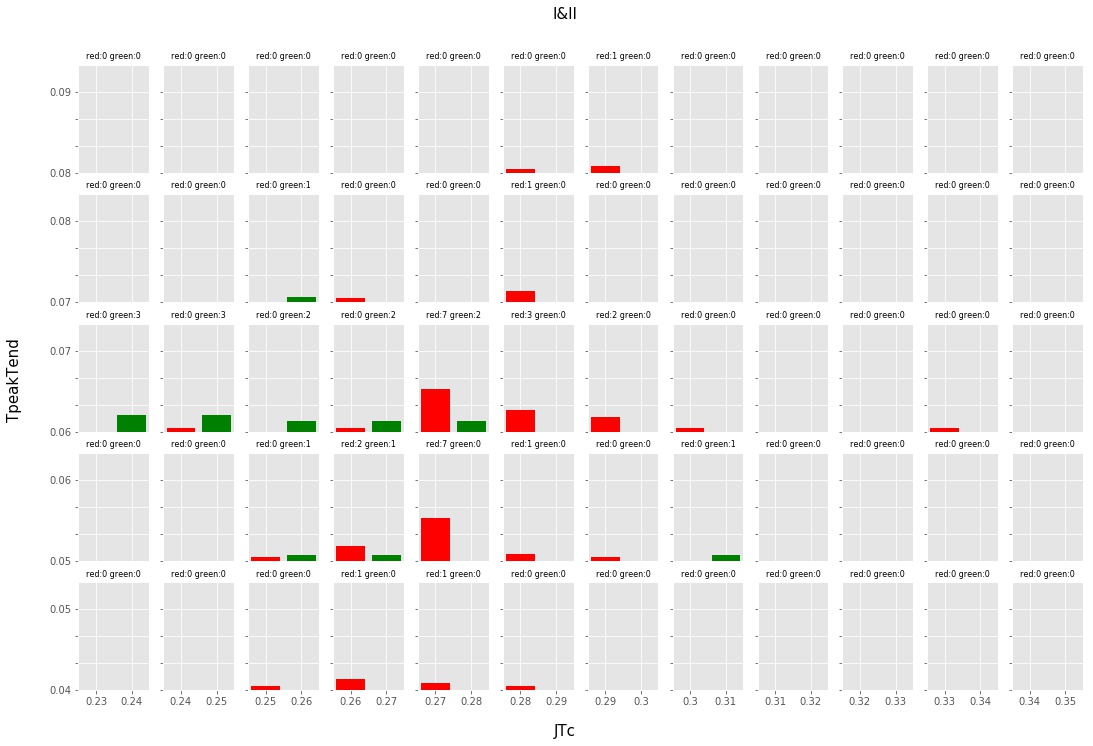 I&II
red:0 green:0 red:0 green:0 red:0 green:0 red:0 green:0 red:0 green:0 red:0 green:0 red:1 green:0 red:0 green:0 red:0 green:0 red:0 green:0 red:0 green:0 red:0 green:0
0.09
0.08
red:0 green:0 red:0 green:0 red:0 green:1 red:0 green:0 red:0 green:0 red:1 green:0 red:0 green:0 red:0 green:0 red:0 green:0 red:0 green:0 red:0 green:0 red:0 green:0
0.08
0.07
red:0 green:3 red:0 green:3 red:0 green:2 red:0 green:2 red:7 green:2 red:3 green:0 red:2 green:0 red:0 green:0 red:0 green:0 red:0 green:0 red:0 green:0 red:0 green:0
0.07
TpeakTend
0.06
red:0 green:0 red:0 green:0 red:0 green:1 red:2 green:1 red:7 green:0 red:1 green:0 red:0 green:0 red:0 green:1 red:0 green:0 red:0 green:0 red:0 green:0 red:0 green:0
0.06
0.05
red:0 green:0 red:0 green:0 red:0 green:0 red:1 green:0 red:1 green:0 red:0 green:0 red:0 green:0 red:0 green:0 red:0 green:0 red:0 green:0 red:0 green:0 red:0 green:0
0.05
0.04
0.23 0.24 0.24 0.25 0.25 0.26 0.26 0.27 0.27 0.28 0.28 0.29 0.29 0.3 0.3 0.31 0.31 0.32 0.32 0.33 0.33 0.34 0.34 0.35
JTc